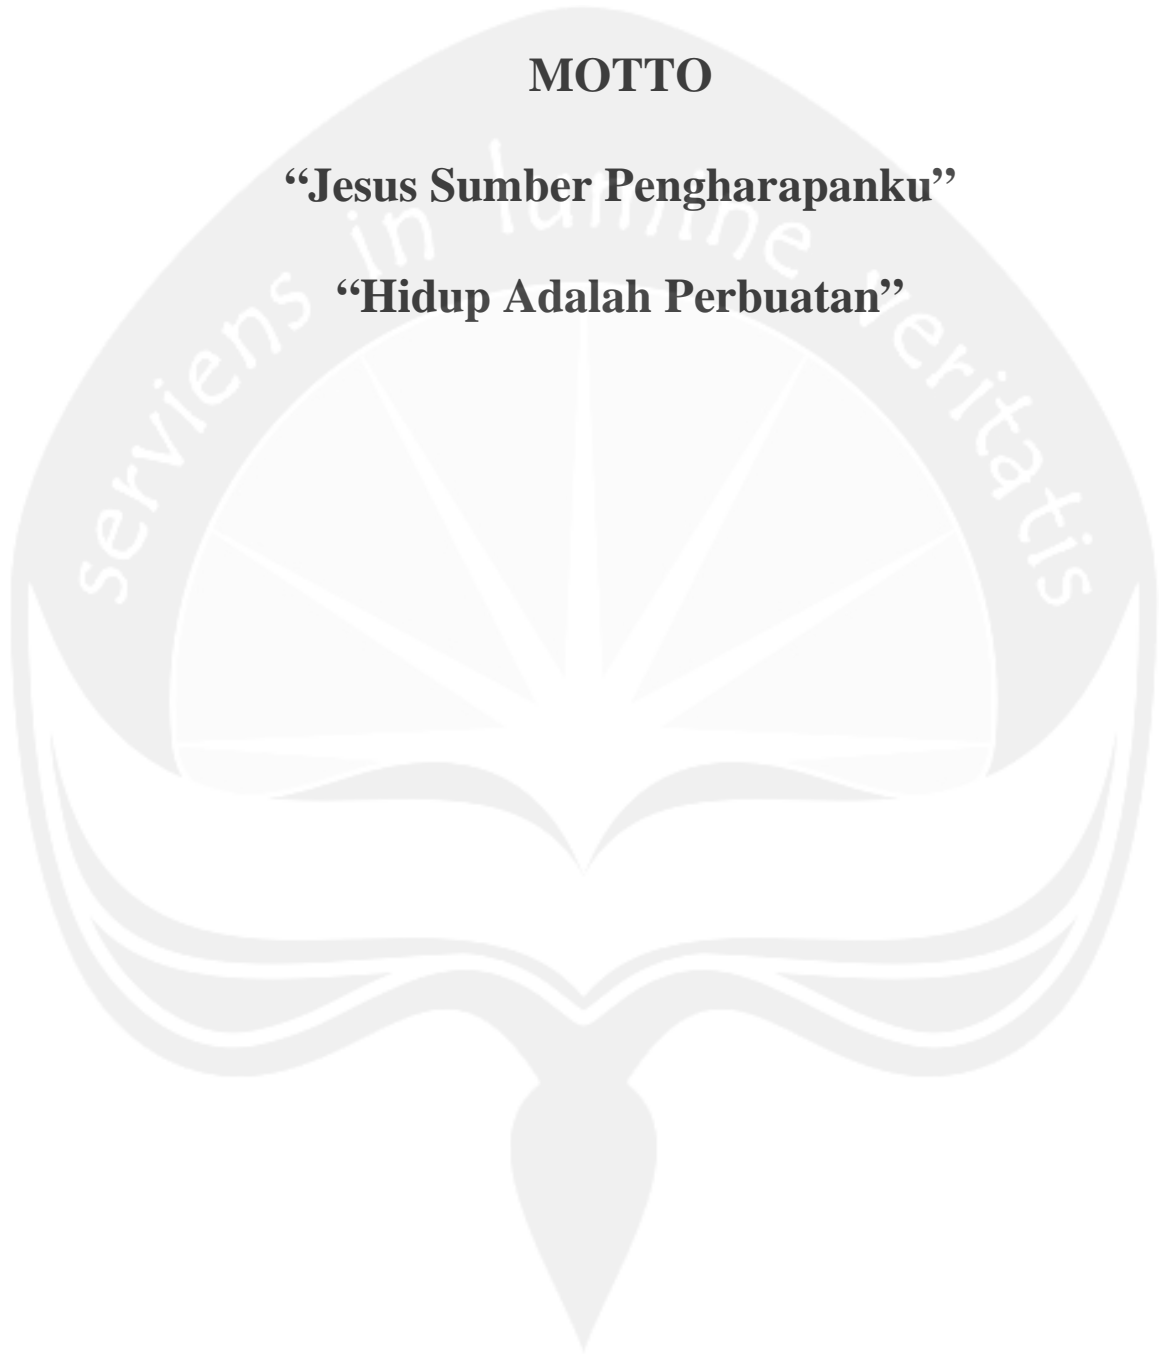 MOTTO
“Jesus Sumber Pengharapanku”
“Hidup Adalah Perbuatan”
serviens in lumine veritatis